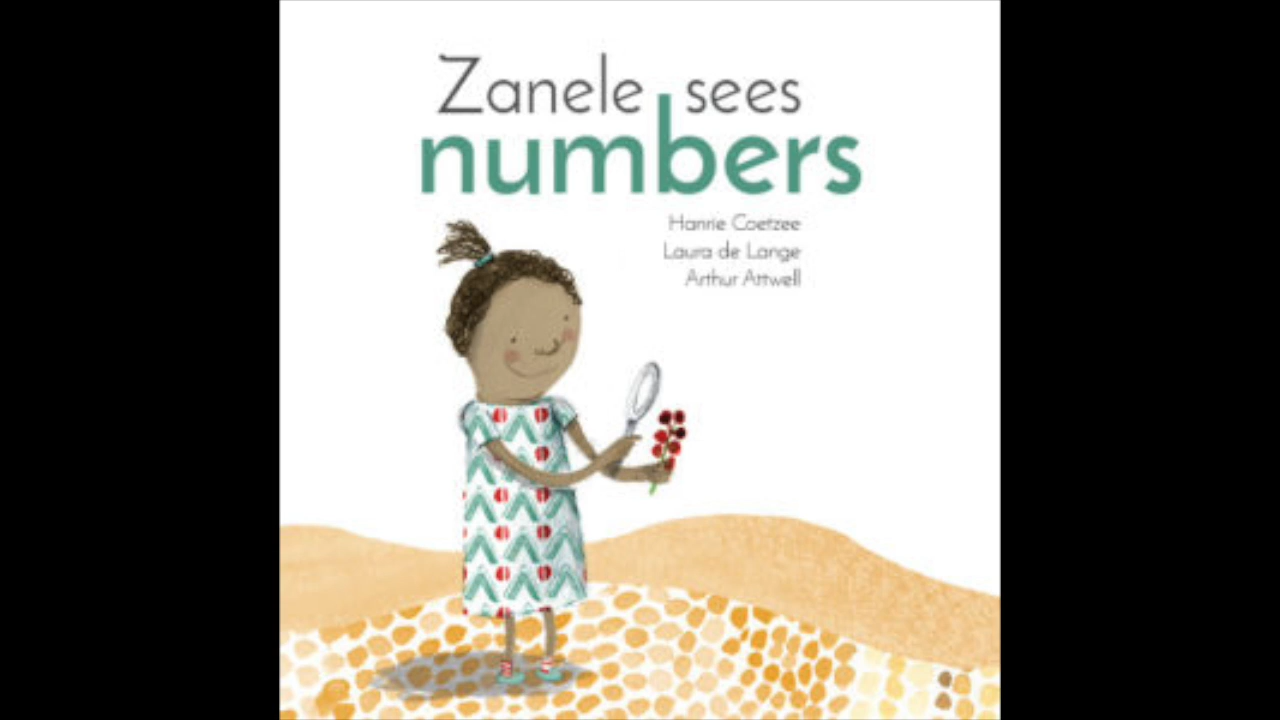 Zanele sees
numbers
Hanrie Coetzee
Laura de Lange
Arthur Attwell